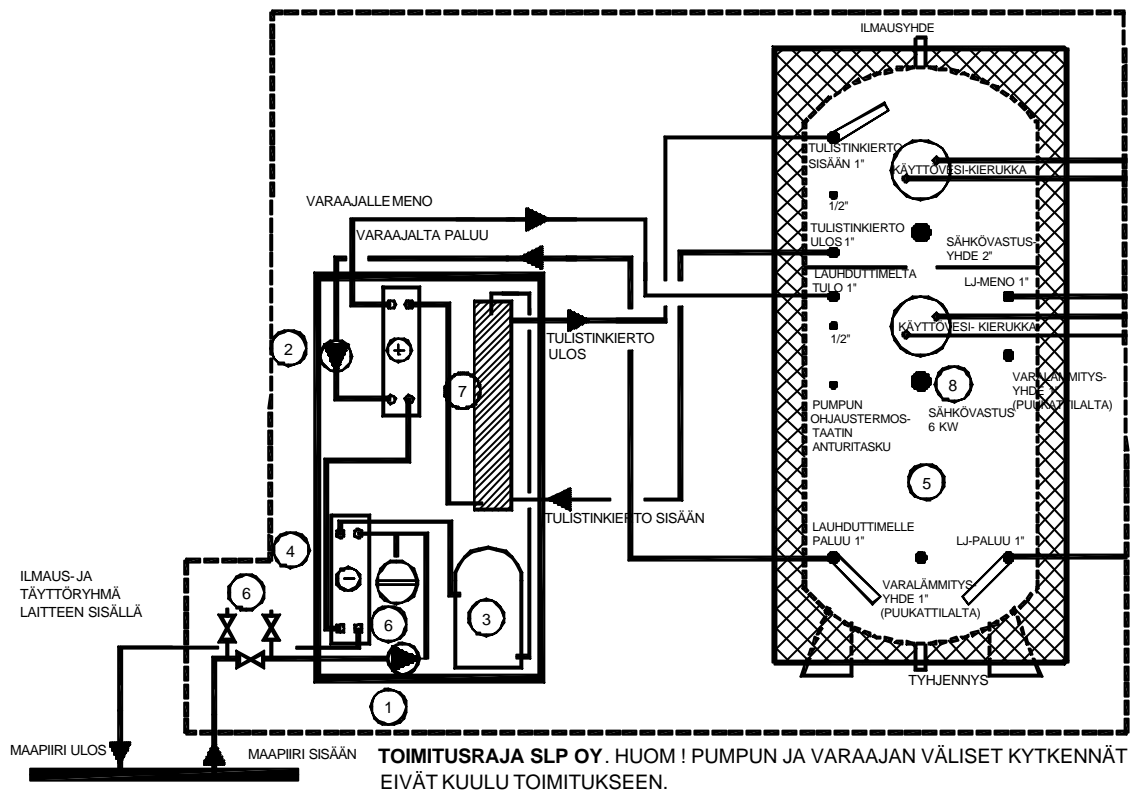 ILMAUSYHDE
TULISTINKIERTO
SISÄÄN 1"
KÄYTTÖVESI-KIERUKKA
1/2"
VARAAJALLE MENO
VARAAJALTA PALUU
TULISTINKIERTO
ULOS 1"
SÄHKÖVASTUS-
YHDE 2"
LAUHDUTTIMELTA
TULO 1"
LJ-MENO 1"
KÄYTTÖVESI- KIERUKKA
1/2"
TULISTINKIERTO
ULOS
2
+
7
8
VARALÄMMITYS-
YHDE 1"
(PUUKATTILALTA)
PUMPUN
OHJAUSTERMOS-
TAATIN
ANTURITASKU
SÄHKÖVASTUS
6 KW
5
TULISTINKIERTO SISÄÄN
LAUHDUTTIMELLE
PALUU 1"
LJ-PALUU 1"
4
ILMAUS-JA
TÄYTTÖRYHMÄ
LAITTEEN SISÄLLÄ
6
6
3
VARALÄMMITYS-
YHDE 1"
(PUUKATTILALTA)
TYHJENNYS
1
MAAPIIRI ULOS
MAAPIIRI SISÄÄN
TOIMITUSRAJA SLP OY. HUOM ! PUMPUN JA VARAAJAN VÄLISET KYTKENNÄT
EIVÄT KUULU TOIMITUKSEEN.